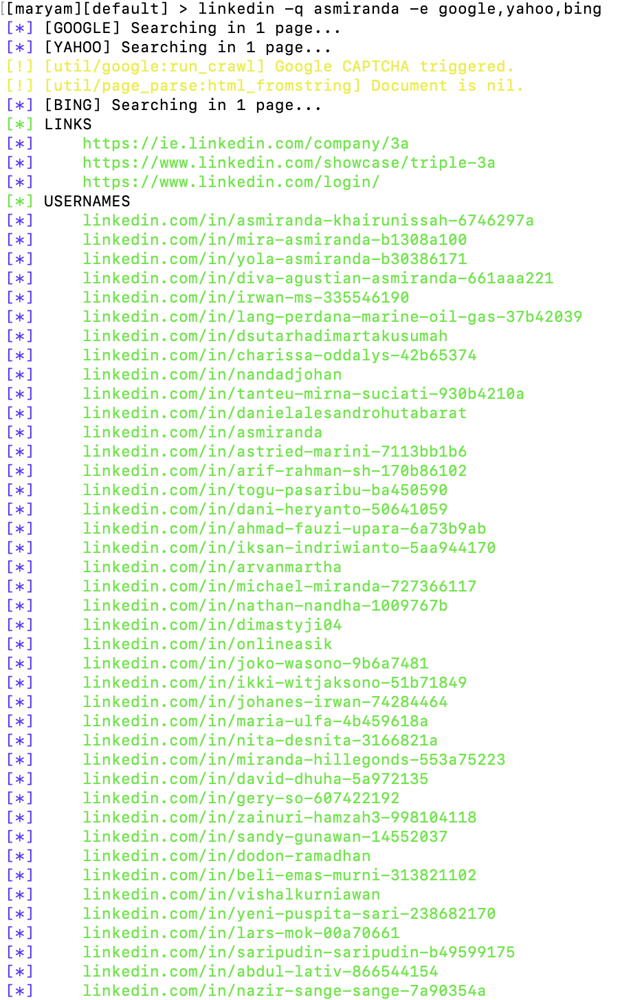 [[maryam][default] > linkedin -q asmiranda -e google,yahoo,bing
[*] [GOOGLE] Searching in 1 page...
[*] [YAHOO] Searching in 1 page...
[!] [util/google:run_crawl] Google CAPTCHA triggered.
[!] [util/page_parse:html_fromstring] Document is nil.
[*] [BING] Searching in 1 page...
[*] LINKS
[*] https://ie.linkedin.com/company/3a
[*] https://www.linkedin.com/showcase/triple-3a
[*] https://www.linkedin.com/login/
[*] USERNAMES
[*] linkedin.com/in/asmiranda-khairunissah-6746297a
[*] linkedin.com/in/mira-asmiranda-b1308a100
[*] linkedin.com/in/yola-asmiranda-b30386171
[*] linkedin.com/in/diva-agustian-asmiranda-661aaa221
[*] linkedin.com/in/irwan-ms-335546190
[*] linkedin.com/in/lang-perdana-marine-oil-gas-37b42039
[*] linkedin.com/in/dsutarhadimartakusumah
[*] linkedin.com/in/charissa-oddalys-42b65374
[*] linkedin.com/in/nandadjohan
[*] linkedin.com/in/tanteu-mirna-suciati-930b4210a
[*] linkedin.com/in/danielalesandrohutabarat
[*] linkedin.com/in/asmiranda
[*] linkedin.com/in/astried-marini-7113bb1b6
[*] linkedin.com/in/arif-rahman-sh-170b86102
[*] linkedin.com/in/togu-pasaribu-ba450590
[*] linkedin.com/in/dani-heryanto-50641059
[*] linkedin.com/in/ahmad-fauzi-upara-6a73b9ab
[*] linkedin.com/in/iksan-indriwianto-5aa944170
[*] linkedin.com/in/arvanmartha
[*] linkedin.com/in/michael-miranda-727366117
[*] linkedin.com/in/nathan-nandha-1009767b
[*] linkedin.com/in/dimastyji04
[*] linkedin.com/in/onlineasik
[*] linkedin.com/in/joko-wasono-9b6a7481
[*] linkedin.com/in/ikki-witjaksono-51b71849
[*] linkedin.com/in/johanes-irwan-74284464
[*] linkedin.com/in/maria-ulfa-4b459618a
[*] linkedin.com/in/nita-desnita-3166821a
[*] linkedin.com/in/miranda-hillegonds-553a75223
[*] linkedin.com/in/david-dhuha-5a972135
[*] linkedin.com/in/gery-so-607422192
[*] linkedin.com/in/zainuri-hamzah3-998104118
[*] linkedin.com/in/sandy-gunawan-14552037
[*] linkedin.com/in/dodon-ramadhan
[*] linkedin.com/in/beli-emas-murni-313821102
[*] linkedin.com/in/vishalkurniawan
[*] linkedin.com/in/yeni-puspita-sari-238682170
[*] linkedin.com/in/lars-mok-00a70661
[*] linkedin.com/in/saripudin-saripudin-b49599175
[*] linkedin.com/in/abdul-lativ-866544154
[*] linkedin.com/in/nazir-sange-sange-7a90354a